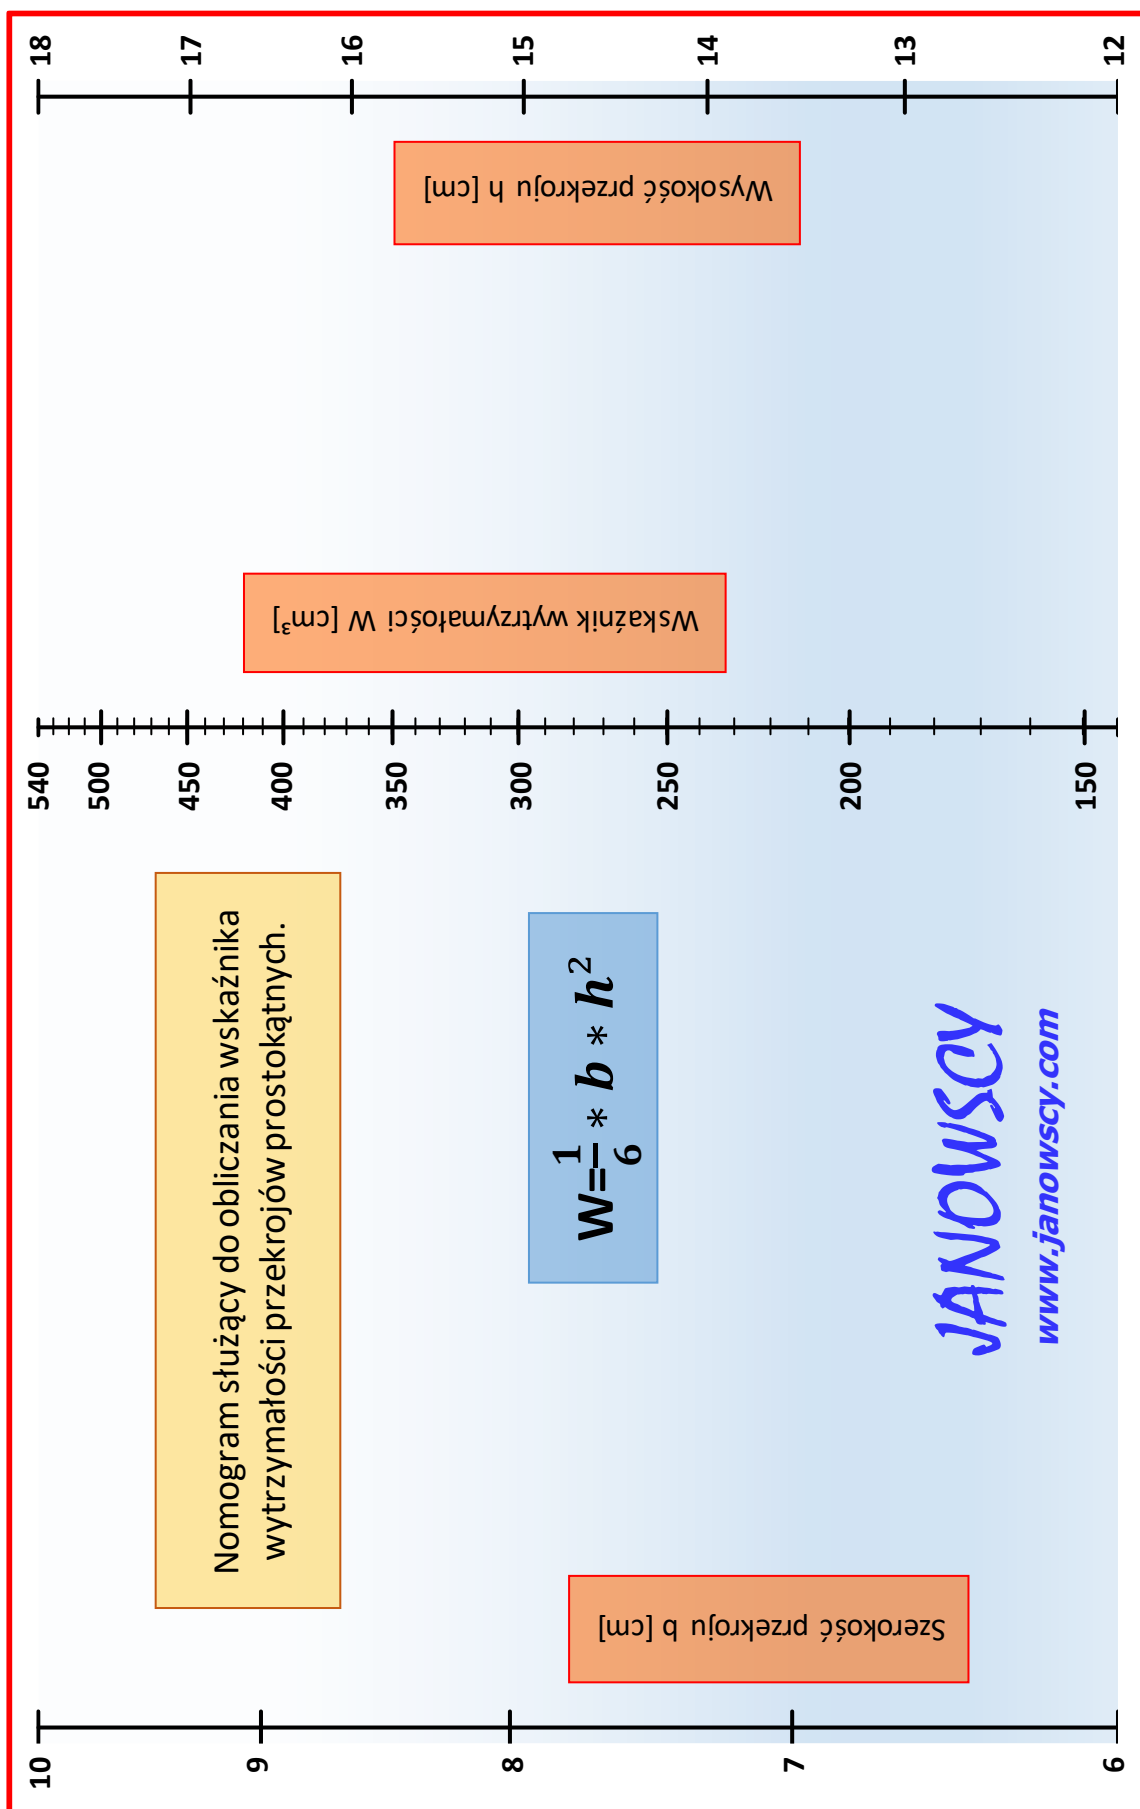 Nomogram służący do obliczania wskaźnika
wytrzymałości przekrojów prostokątnych.
W=1/6 * b * h²
Szerokość przekroju b [cm]
10
9
8
7
6
Wskaźnik wytrzymałości W [cm³]
540
500
450
400
350
300
250
200
150
Wysokość przekroju h [cm]
18
17
16
15
14
13
12
JANOWSCY
www.janowscy.com